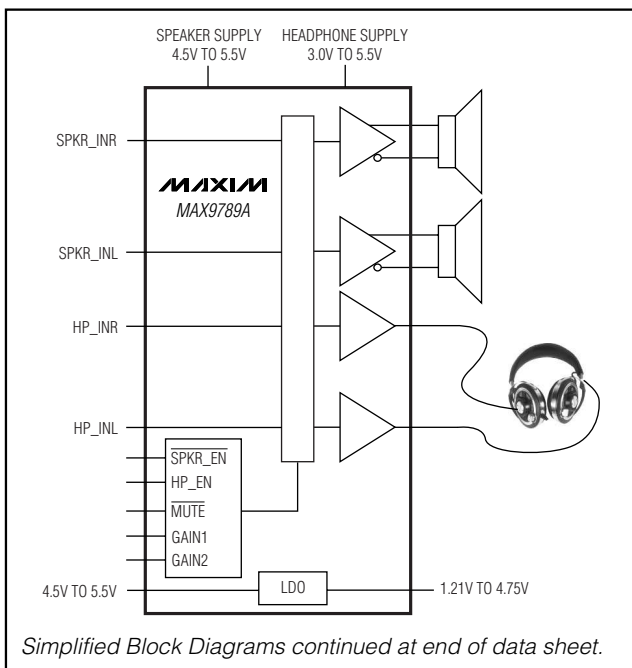 SPEAKER SUPPLY
4.5V TO 5.5V
HEADPHONE SUPPLY
3.0V TO 5.5V
SPKR_INR
MAXIM
MAX9789A
SPKR_INL
HP_INR
HP_INL
SPKR_EN
HP_EN
MUTE
GAIN1
GAIN2
4.5V TO 5.5V
LDO
1.21V TO 4.75V
Simplified Block Diagrams continued at end of data sheet.